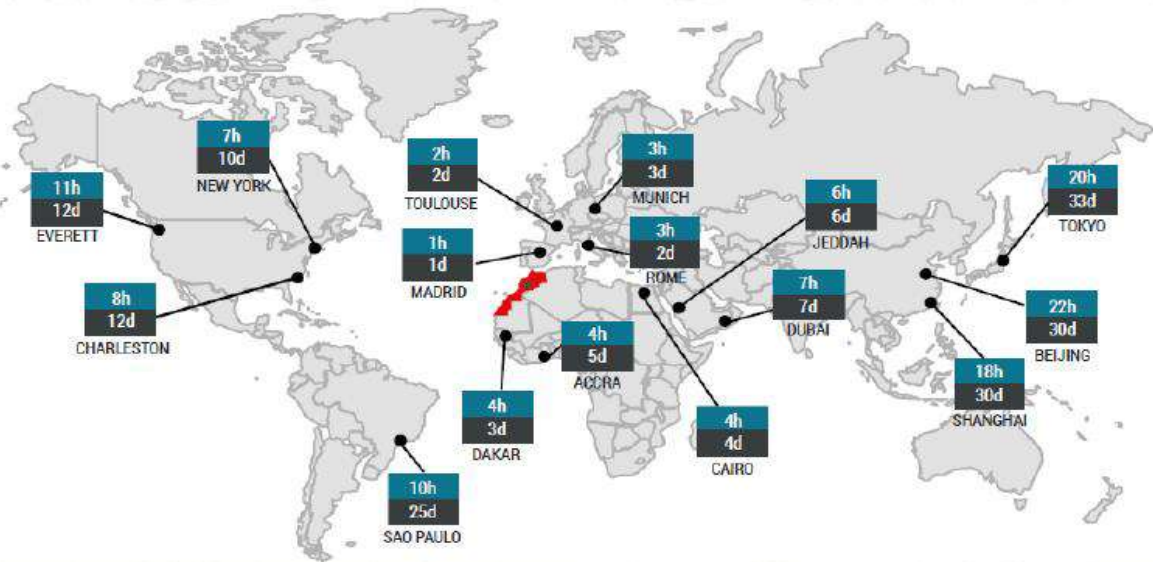 7h
10d
NEW YORK
11h
12d
EVERETT
8h
12d
CHARLESTON
2h
2d
TOULOUSE
1h
1d
MADRID
3h
3d
MUNICH
3h
2d
ROME
6h
6d
JEDDAH
7h
7d
DUBAI
20h
33d
TOKYO
22h
30d
BEIJING
18h
30d
SHANGHAI
4h
5d
ACCRA
4h
3d
DAKAR
4h
4d
CAIRO
10h
25d
SAO PAULO